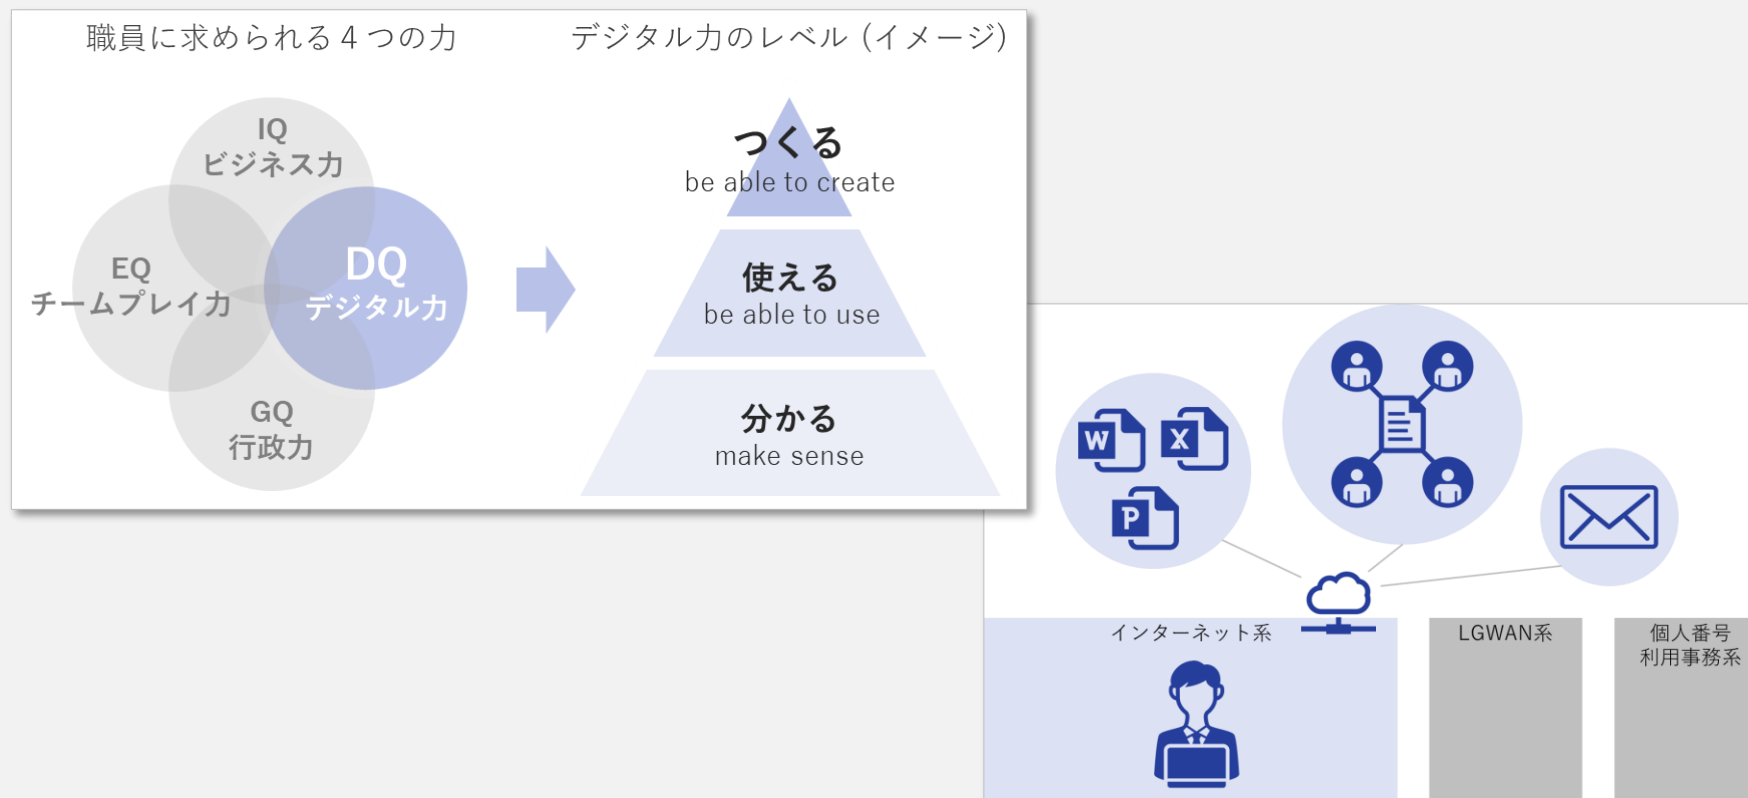 職員に求められる４つの力
デジタル力のレベル（イメージ）
IQ
ビジネス力
EQ
チームプレイ力
DQ
デジタル力
GQ
行政力
つくる
be able to create
使える
be able to use
分かる
make sense
W
X
P
インターネット系
LGWAN系
個人番号
利用事務系